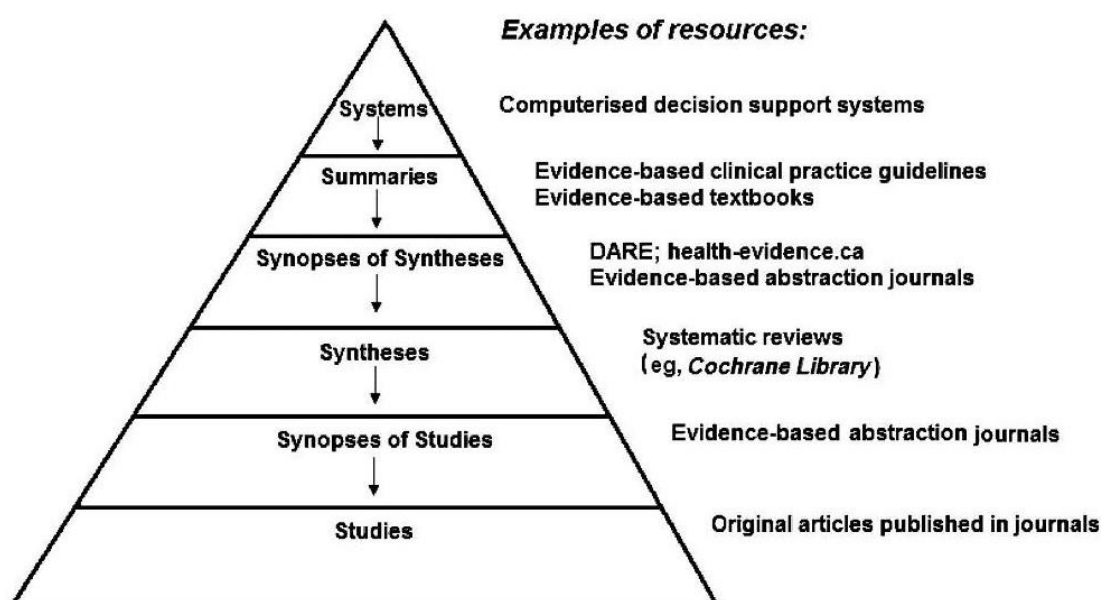 Examples of resources:
Systems
Computerised decision support systems
Summaries
Evidence-based clinical practice guidelines
Evidence-based textbooks
Synopses of Syntheses
DARE; health-evidence.ca
Evidence-based abstraction journals
Syntheses
Systematic reviews
(eg, Cochrane Library)
Synopses of Studies
Evidence-based abstraction journals
Studies
Original articles published in journals